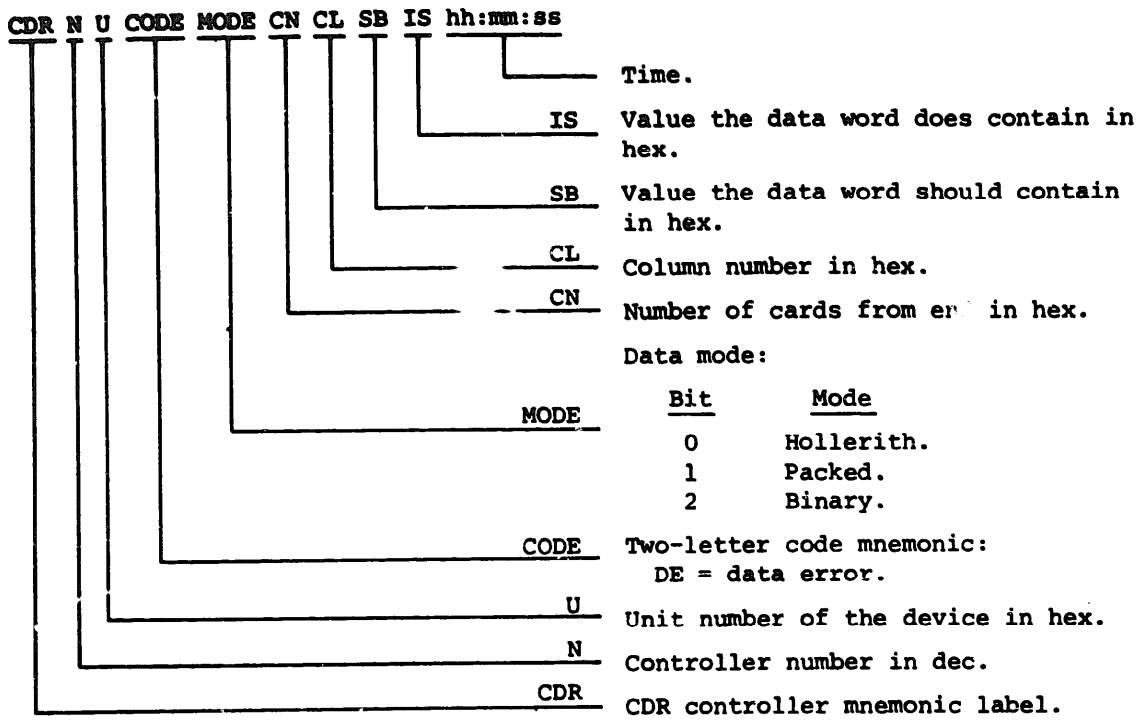 CDR N U CODE MODE CN CL SB IS hh:mm:ss
Time.
IS Value the data word does contain in
hex.
SB Value the data word should contain
in hex.
CL Column number in hex.
CN Number of cards from in hex.
Data mode:
Bit Mode
MODE
0 Hollerith.
1 Packed.
2 Binary.
CODE Two-letter code mnemonic:
DE = data error.
U Unit number of the device in hex.
N Controller number in dec.
CDR CDR controller mnemonic label.